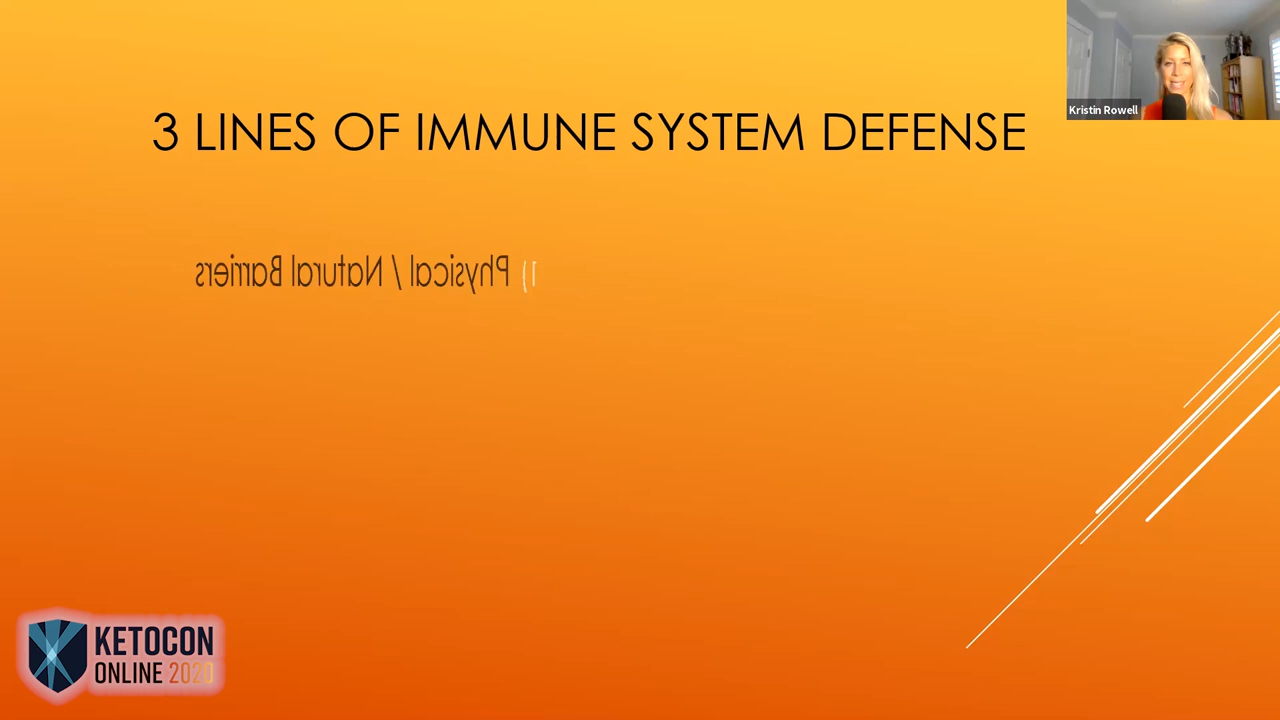 Kristin Rowell
3 LINES OF IMMUNE SYSTEM DEFENSE
1) Physical / Natural Barriers
KETOCON
ONLINE 2020